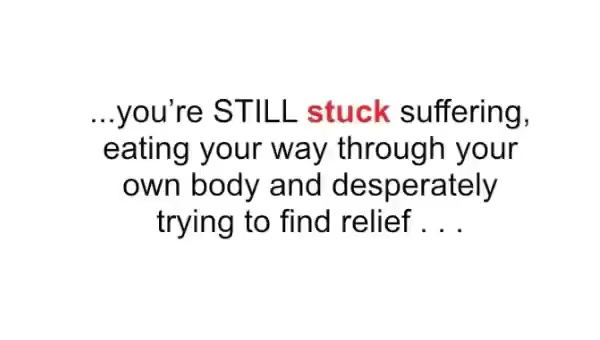 ...you’re STILL stuck suffering,
eating your way through your
own body and desperately
trying to find relief . . .